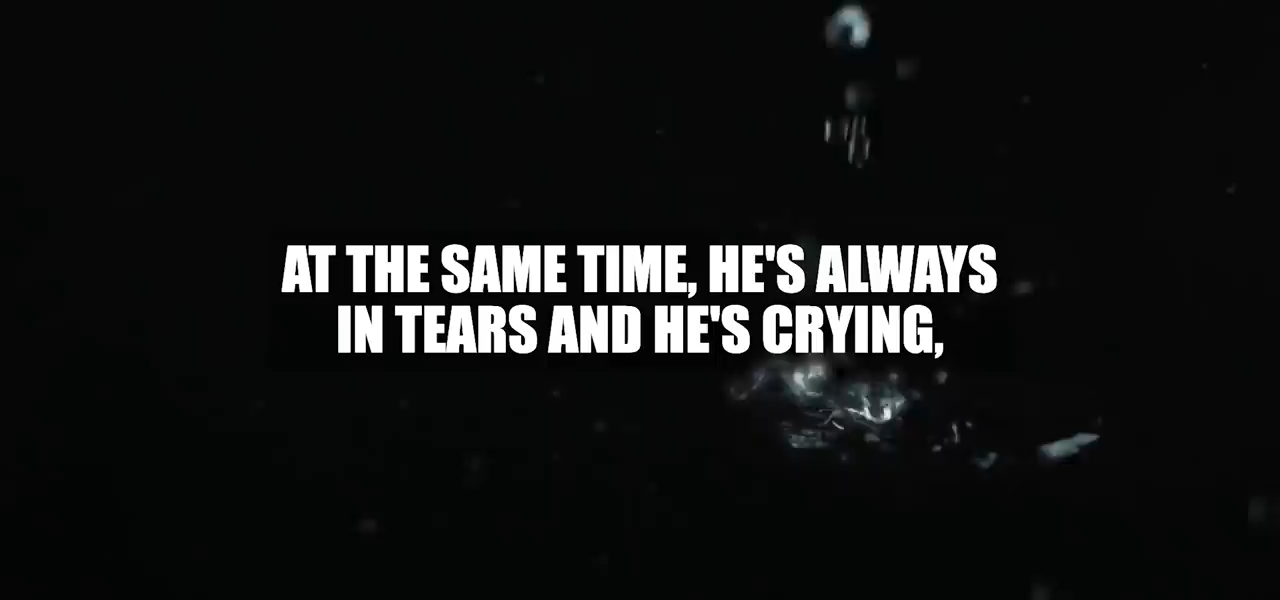 AT THE SAME TIME, HE'S ALWAYS
IN TEARS AND HE'S CRYING,